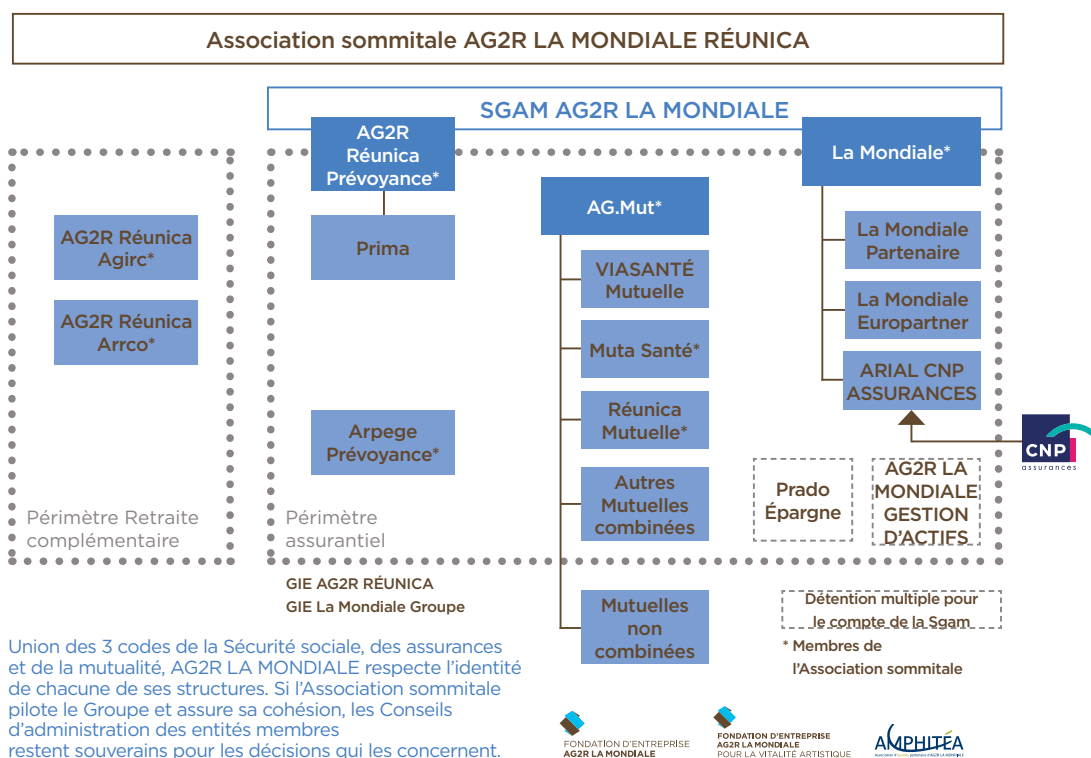 Association sommitale AG2R LA MONDIALE RÉUNICA
SGAM AG2R LA MONDIALE
AG2R
Réunica
Prévoyance*
La Mondiale*
AG.Mut*
AG2R Réunica
Agirc*
AG2R Réunica
Arrco*
Périmètre Retraite
complémentaire
Prima
Arpege
Prévoyance*
Périmètre
assurantiel
VIASANTÉ
Mutuelle
Muta Santé*
Réunica
Mutuelle*
Autres
Mutuelles
combinées
Mutuelles
non
combinées
La Mondiale
Partenaire
La Mondiale
Europartner
ARIAL CNP
ASSURANCES
CNP
assurances
Prado
Épargne
AG2R LA
MONDIALE
GESTION
D'ACTIFS
GIE AG2R RÉUNICA
GIE La Mondiale Groupe
Détention multiple pour
le compte de la Sgam
* Membres de
l'Association sommitale
Union des 3 codes de la Sécurité sociale, des assurances
et de la mutualité, AG2R LA MONDIALE respecte l'identité
de chacune de ses structures. Si l'Association sommitale
pilote le Groupe et assure sa cohésion, les Conseils
d'administration des entités membres
restent souverains pour les décisions qui les concernent.
FONDATION D'ENTREPRISE
AG2R LA MONDIALE
FONDATION D'ENTREPRISE
AG2R LA MONDIALE
POUR LA VITALITÉ ARTISTIQUE
AMPHITÉA